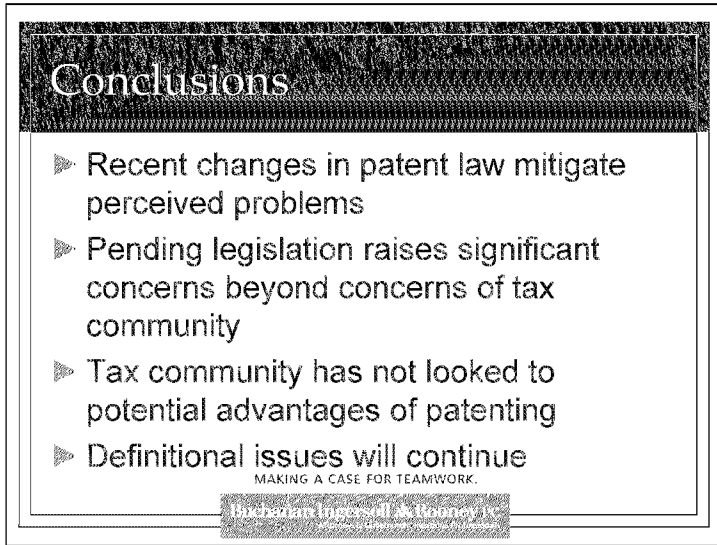 Conclusions
Recent changes in patent law mitigate
perceived problems
Pending legislation raises significant
concerns beyond concerns of tax
community
Tax community has not looked to
potential advantages of patenting
Definitional issues will continue
MAKING A CASE FOR TEAMWORK.
Buchanan Ingersoll & Rooney PC